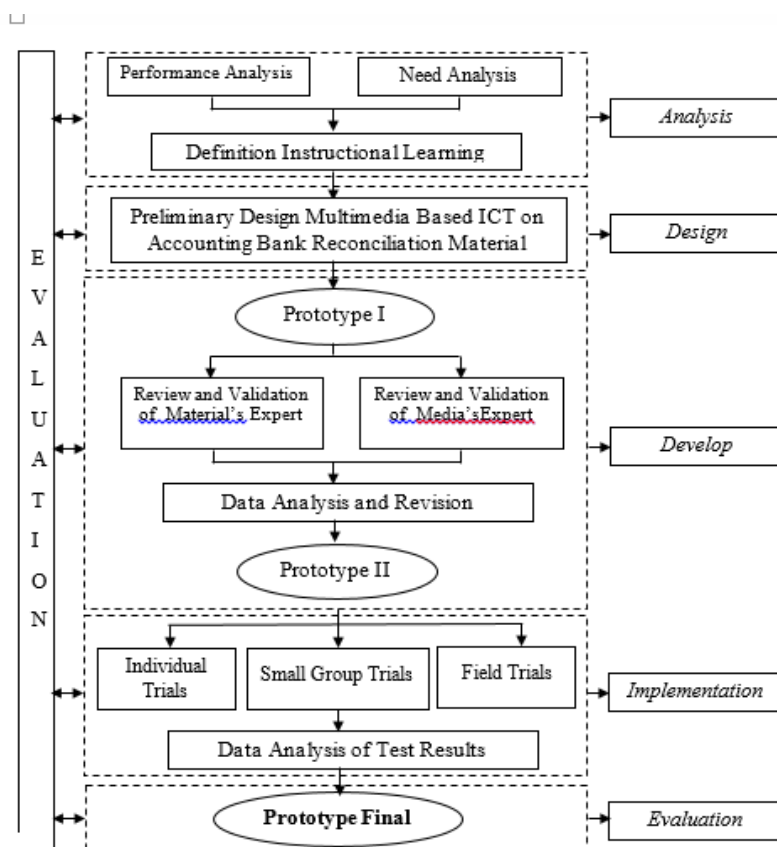 Performance Analysis
Need Analysis
Analysis
Definition Instructional Learning
Preliminary Design Multimedia Based ICT on
Accounting Bank Reconciliation Material
Design
E
V
A
L
U
A
T
I
O
N
Prototype I
Review and Validation
of Material's Expert
Review and Validation
of Media'sExpert
Develop
Data Analysis and Revision
Prototype II
Individual
Trials
Small Group Trials
Field Trials
Implementation
Data Analysis of Test Results
Prototype Final
Evaluation